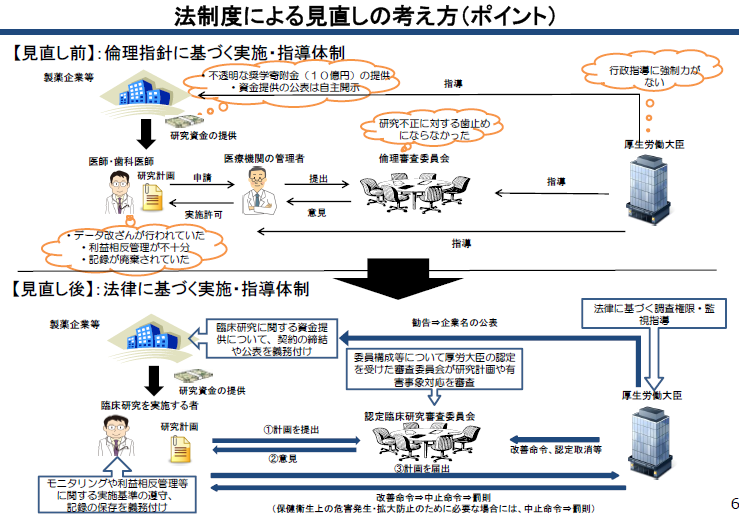 法制度による見直しの考え方（ポイント）
【見直し前】：倫理指針に基づく実施・指導体制
製薬企業等
・不透明な奨学寄附金（１０億円）の提供
・資金提供の公表は自主開示
指導
行政指導に強制力が
ない
研究資金の提供
研究不正に対する歯止め
にならなかった
厚生労働大臣
医師・歯科医師
研究計画
医療機関の管理者
倫理審査委員会
申請
提出
指導
実施許可
意見
・データ改ざんが行われていた
・利益相反管理が不十分
・記録が廃棄されていた
指導
【見直し後】：法律に基づく実施・指導体制
製薬企業等
臨床研究に関する資金提
供について、契約の締結
や公表を義務付け
勧告⇒企業名の公表
法律に基づく調査権限・監
視指導
委員構成等について厚労大臣の認定
を受けた審査委員会が研究計画や有
害事象対応を審査
研究資金の提供
厚生労働大臣
臨床研究を実施する者
研究計画
認定臨床研究審査委員会
①計画を提出
②意見
改善命令、認定取消等
③計画を届出
モニタリングや利益相反管理等
に関する実施基準の遵守、
記録の保存を義務付け
改善命令⇒中止命令⇒罰則
（保健衛生上の危害発生・拡大防止のために必要な場合には、中止命令⇒罰則）
6